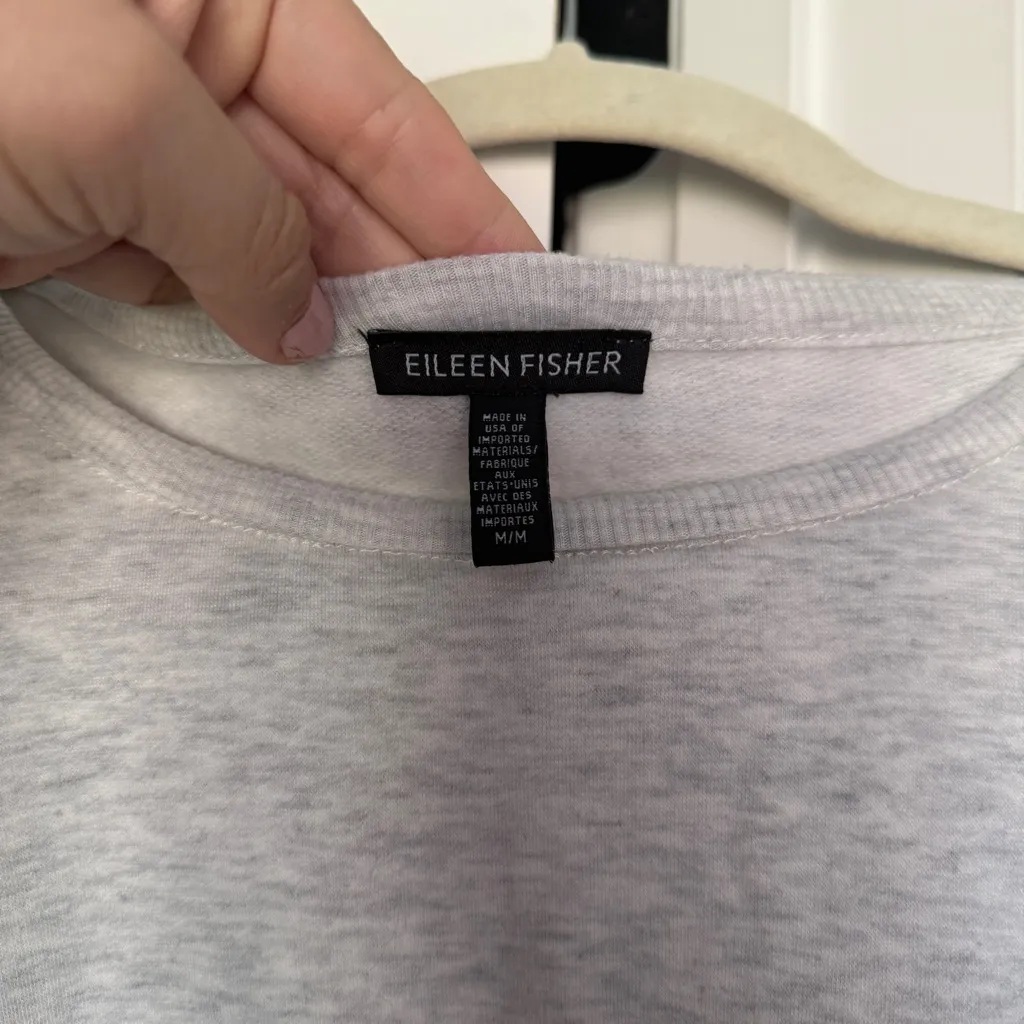 EILEEN FISHER
MADE IN
USA OF
IMPORTED
MATERIALS/
FABRIQUE
AUX
ETATS-UNIS
AVEC DES
MATERIAUX
IMPORTES
M/M